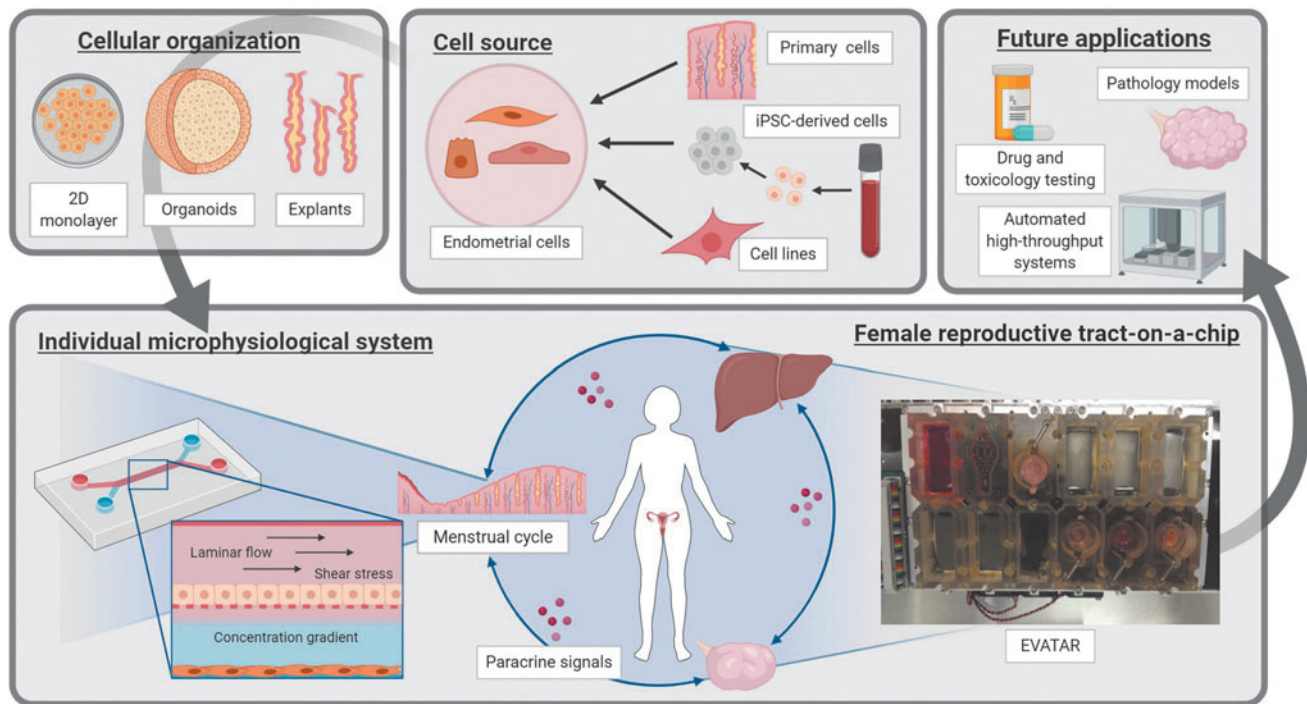 Cellular organization
2D
monolayer
Organoids
Explants
Cell source
Primary cells
iPSC-derived cells
Endometrial cells
Cell lines
Future applications
Pathology models
Rx
Drug and
toxicology testing
Automated
high-throughput
systems
Individual microphysiological system
Female reproductive tract-on-a-chip
Laminar flow
Shear stress
Concentration gradient
Menstrual cycle
Paracrine signals
EVATAR